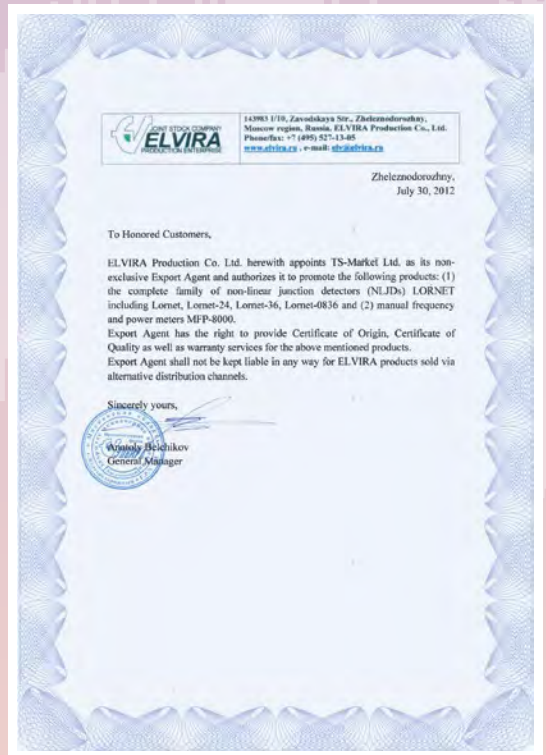 JOINT STOCK COMPANY
ELVIRA
PRODUCTION ENTERPRISE
143983 1/10, Zavodskaya Str., Zheleznodorozhny,
Moscow region, Russia, ELVIRA Production Co., Ltd.
Phone/fax: +7 (495) 527-13-05
www.elvira.ru , e-mail: elv@elvira.ru
Zheleznodorozhny,
July 30, 2012
To Honored Customers,
ELVIRA Production Co. Ltd. herewith appoints TS-Market Ltd. as its non-
exclusive Export Agent and authorizes it to promote the following products: (1)
the complete family of non-linear junction detectors (NLJDs) LORNET
including Lornet, Lornet-24, Lornet-36, Lornet-0836 and (2) manual frequency
and power meters MFP-8000.
Export Agent has the right to provide Certificate of Origin, Certificate of
Quality as well as warranty services for the above mentioned products.
Export Agent shall not be kept liable in any way for ELVIRA products sold via
alternative distribution channels.
Sincerely yours,
Anatoly Belchikov
General Manager